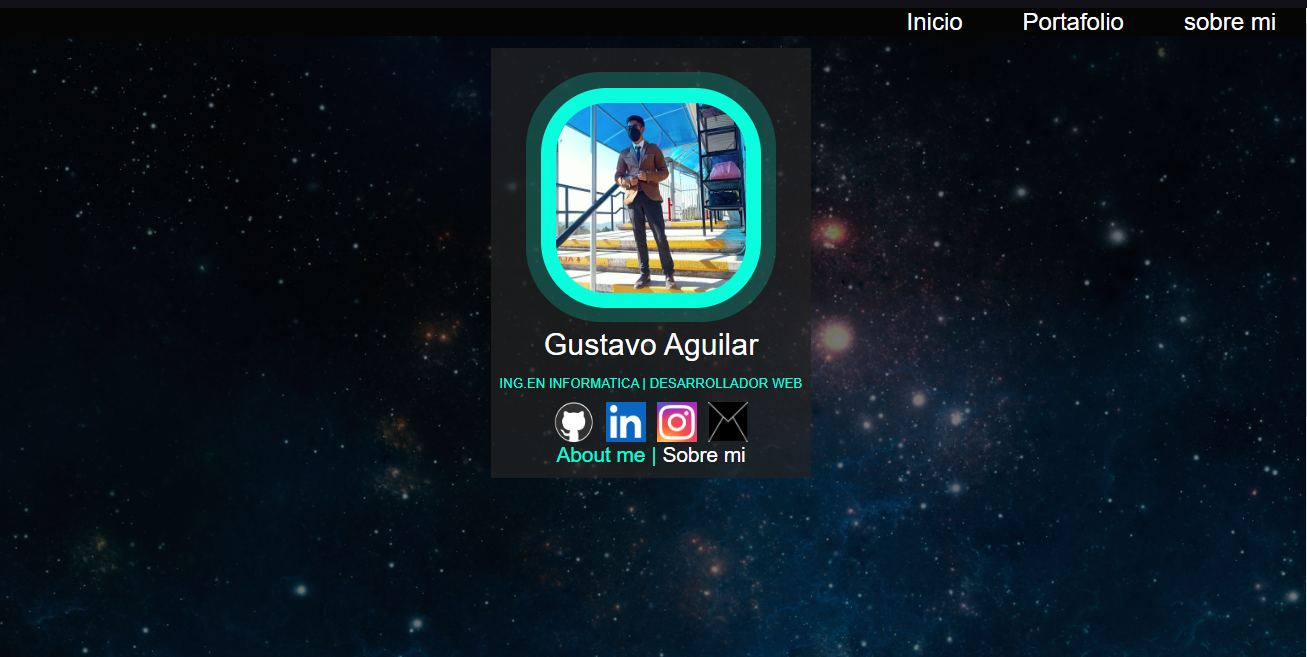 Inicio Portafolio sobre mi
Gustavo Aguilar
ING.EN INFORMATICA | DESARROLLADOR WEB
in
About me | Sobre mi